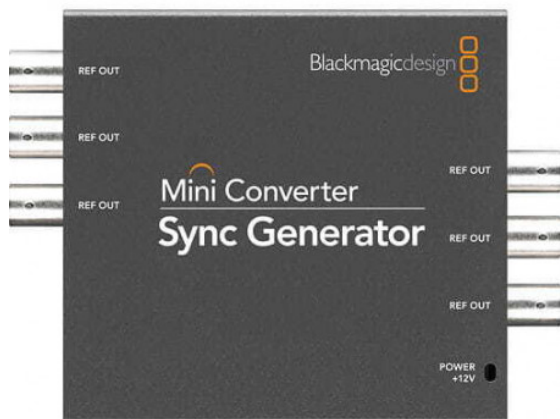 REF OUT
Blackmagicdesign
REF OUT
REF OUT
Mini Converter
Sync Generator
REF OUT
REF OUT
REF OUT
POWER
+12V